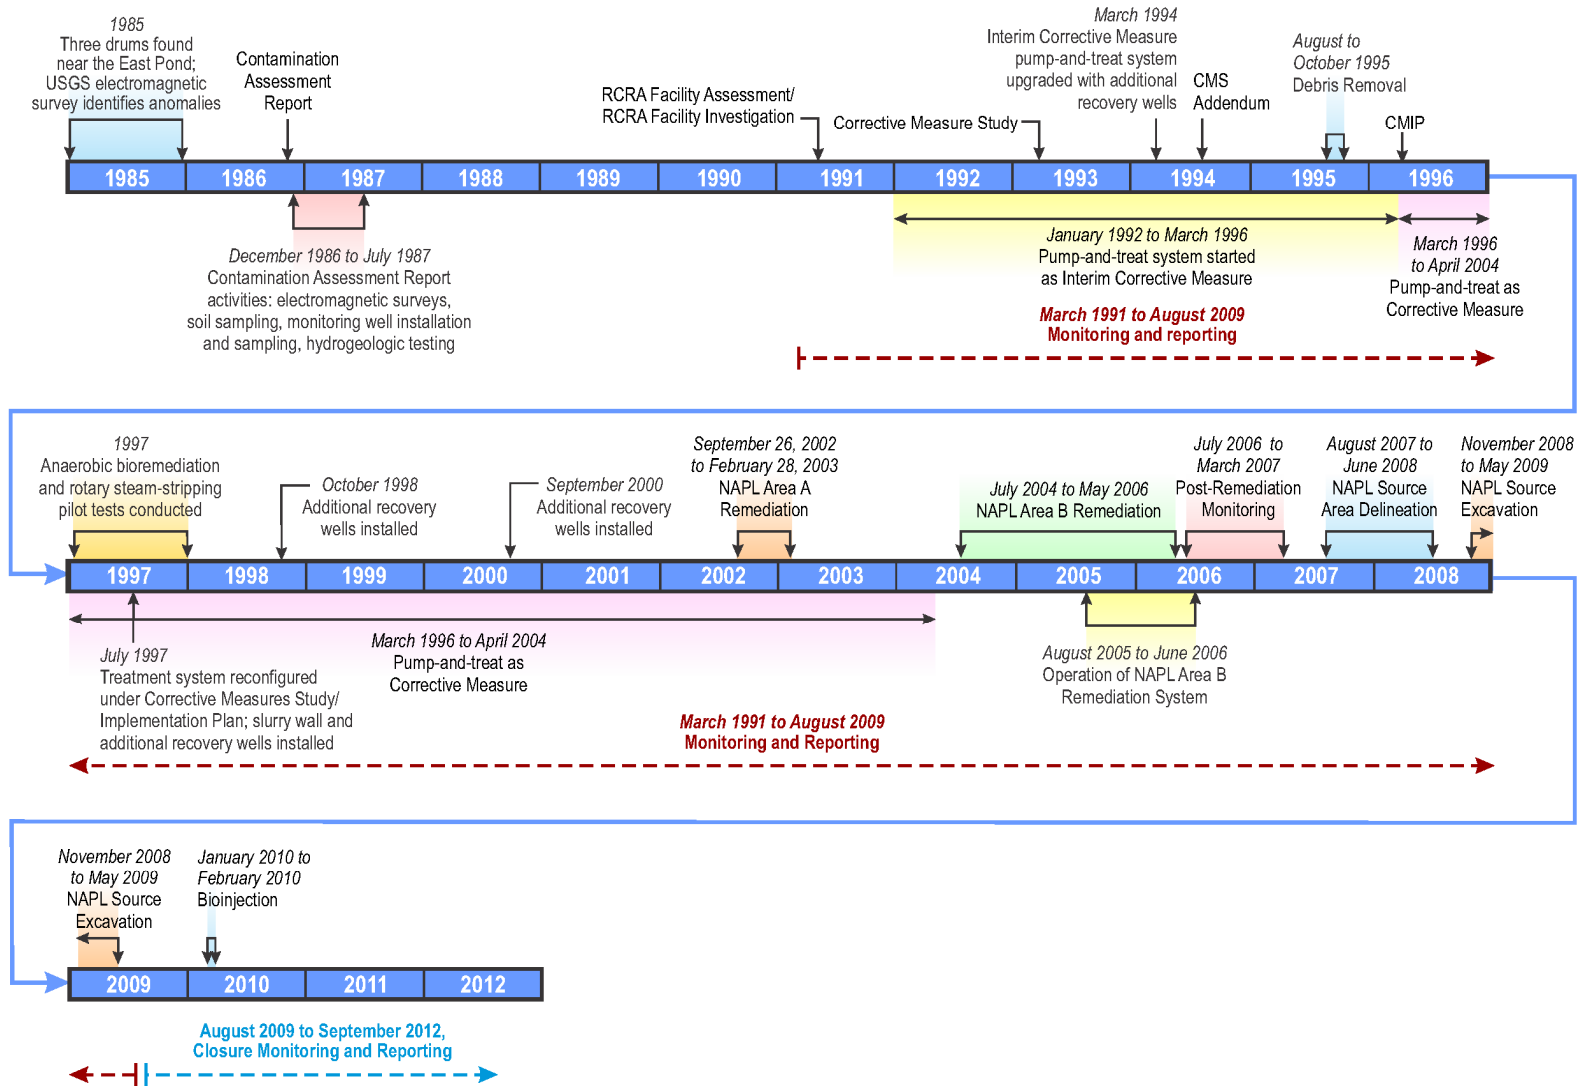 1985
Three drums found
near the East Pond;
USGS electromagnetic
survey identifies anomalies
Contamination
Assessment
Report
RCRA Facility Assessment/
RCRA Facility Investigation
Corrective Measure Study
March 1994
Interim Corrective Measure
pump-and-treat system
upgraded with additional
recovery wells
CMS
Addendum
August to
October 1995
Debris Removal
CMIP
1985 1986 1987 1988 1989 1990 1991 1992 1993 1994 1995 1996
December 1986 to July 1987
Contamination Assessment Report
activities: electromagnetic surveys,
soil sampling, monitoring well installation
and sampling, hydrogeologic testing
January 1992 to March 1996
Pump-and-treat system started
as Interim Corrective Measure
March 1996
to April 2004
Pump-and-treat as
Corrective Measure
March 1991 to August 2009
Monitoring and reporting
1997
Anaerobic bioremediation
and rotary steam-stripping
pilot tests conducted
October 1998
Additional recovery
wells installed
September 2000
Additional recovery
wells installed
September 26, 2002
to February 28, 2003
NAPL Area A
Remediation
July 2004 to May 2006
NAPL Area B Remediation
July 2006 to
March 2007
Post-Remediation
Monitoring
August 2007 to
June 2008
NAPL Source
Area Delineation
November 2008
to May 2009
NAPL Source
Excavation
1997 1998 1999 2000 2001 2002 2003 2004 2005 2006 2007 2008
July 1997
Treatment system reconfigured
under Corrective Measures Study/
Implementation Plan; slurry wall and
additional recovery wells installed
March 1996 to April 2004
Pump-and-treat as
Corrective Measure
August 2005 to June 2006
Operation of NAPL Area B
Remediation System
March 1991 to August 2009
Monitoring and Reporting
November 2008
to May 2009
NAPL Source
Excavation
January 2010 to
February 2010
Bioinjection
2009 2010 2011 2012
August 2009 to September 2012,
Closure Monitoring and Reporting